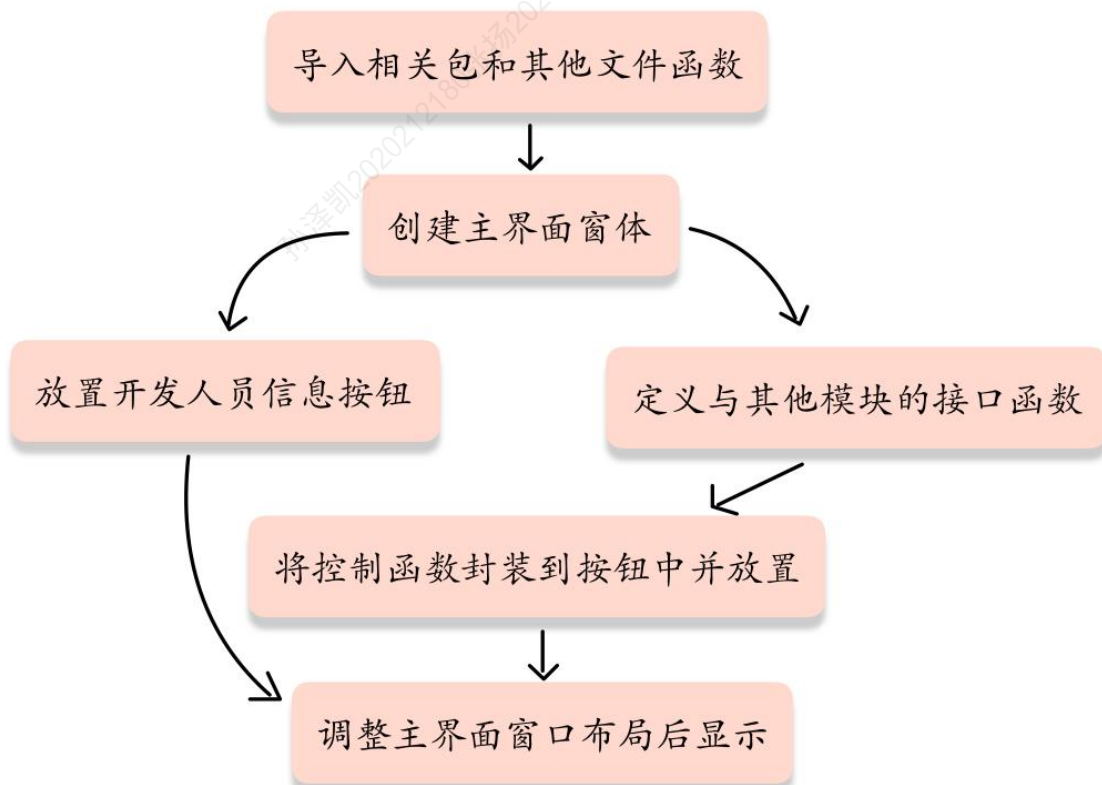 导入相关包和其他文件函数
创建主界面窗体
放置开发人员信息按钮
定义与其他模块的接口函数
将控制函数封装到按钮中并放置
调整主界面窗口布局后显示